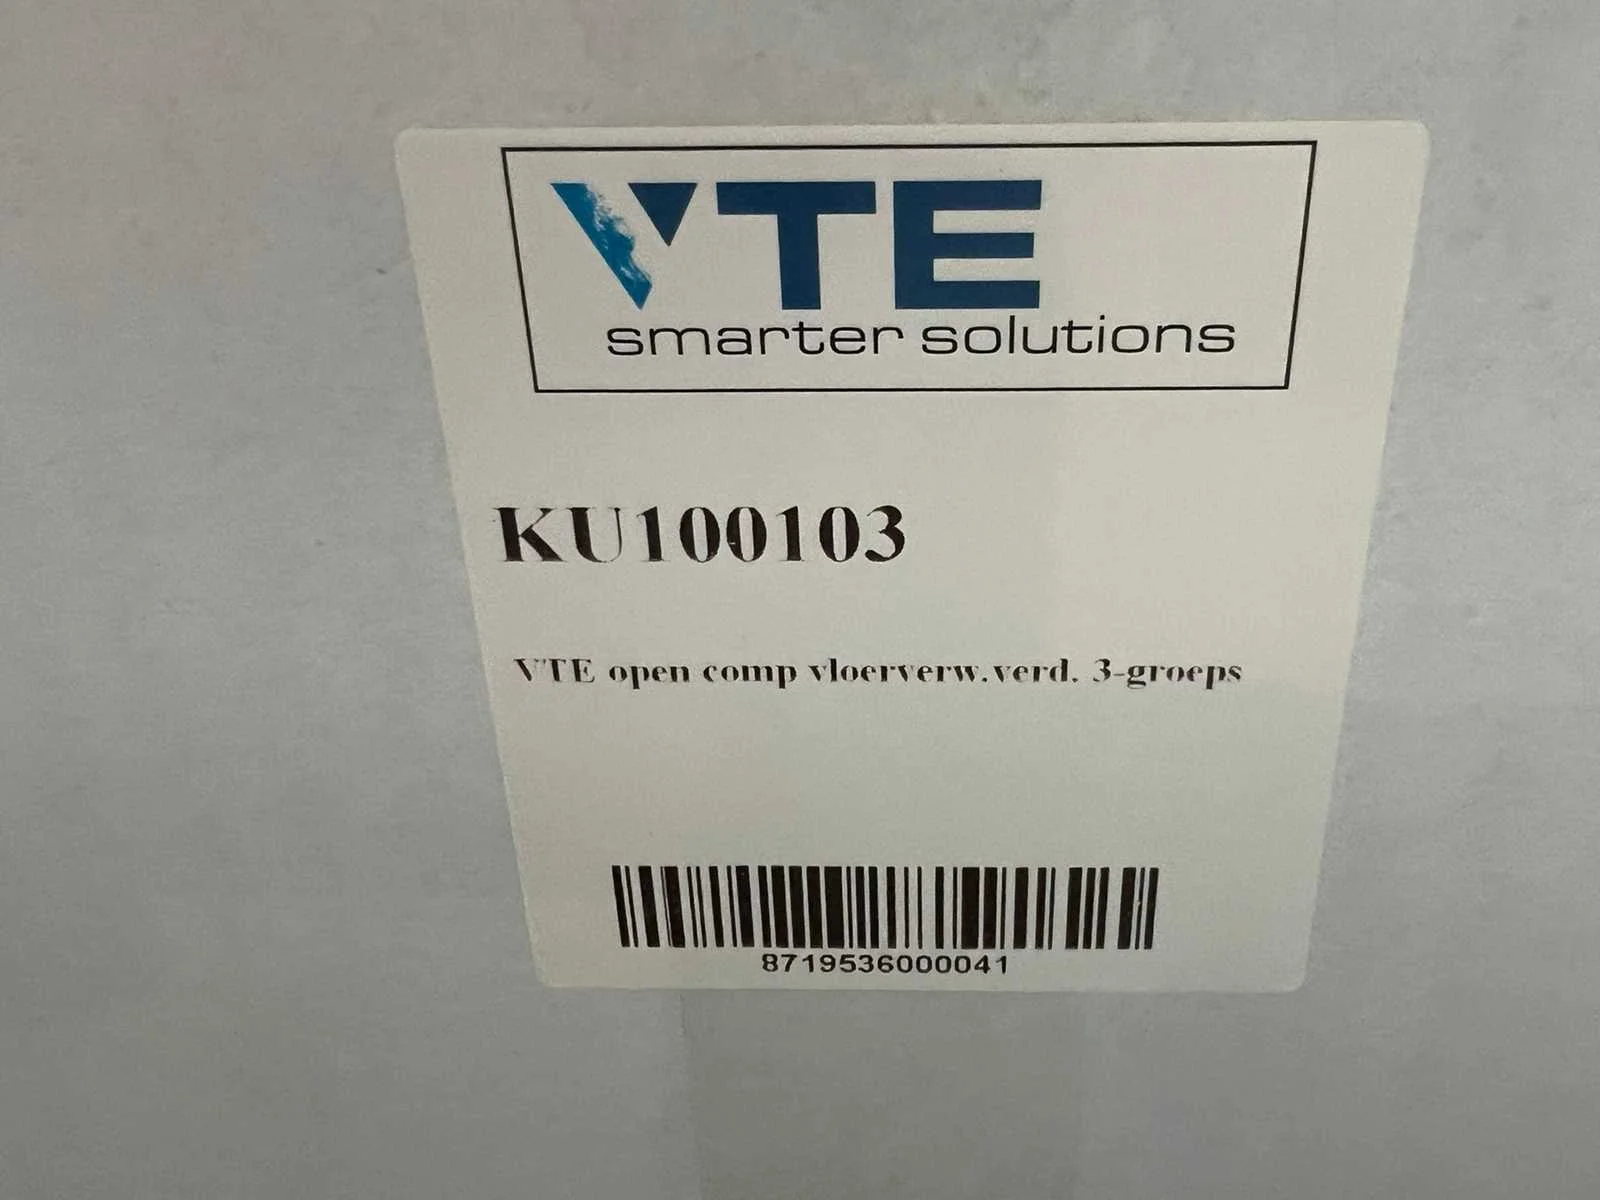 VTE
smarter solutions
KU100103
VTE open comp vloerverw.verd. 3-groeps
8719536000041